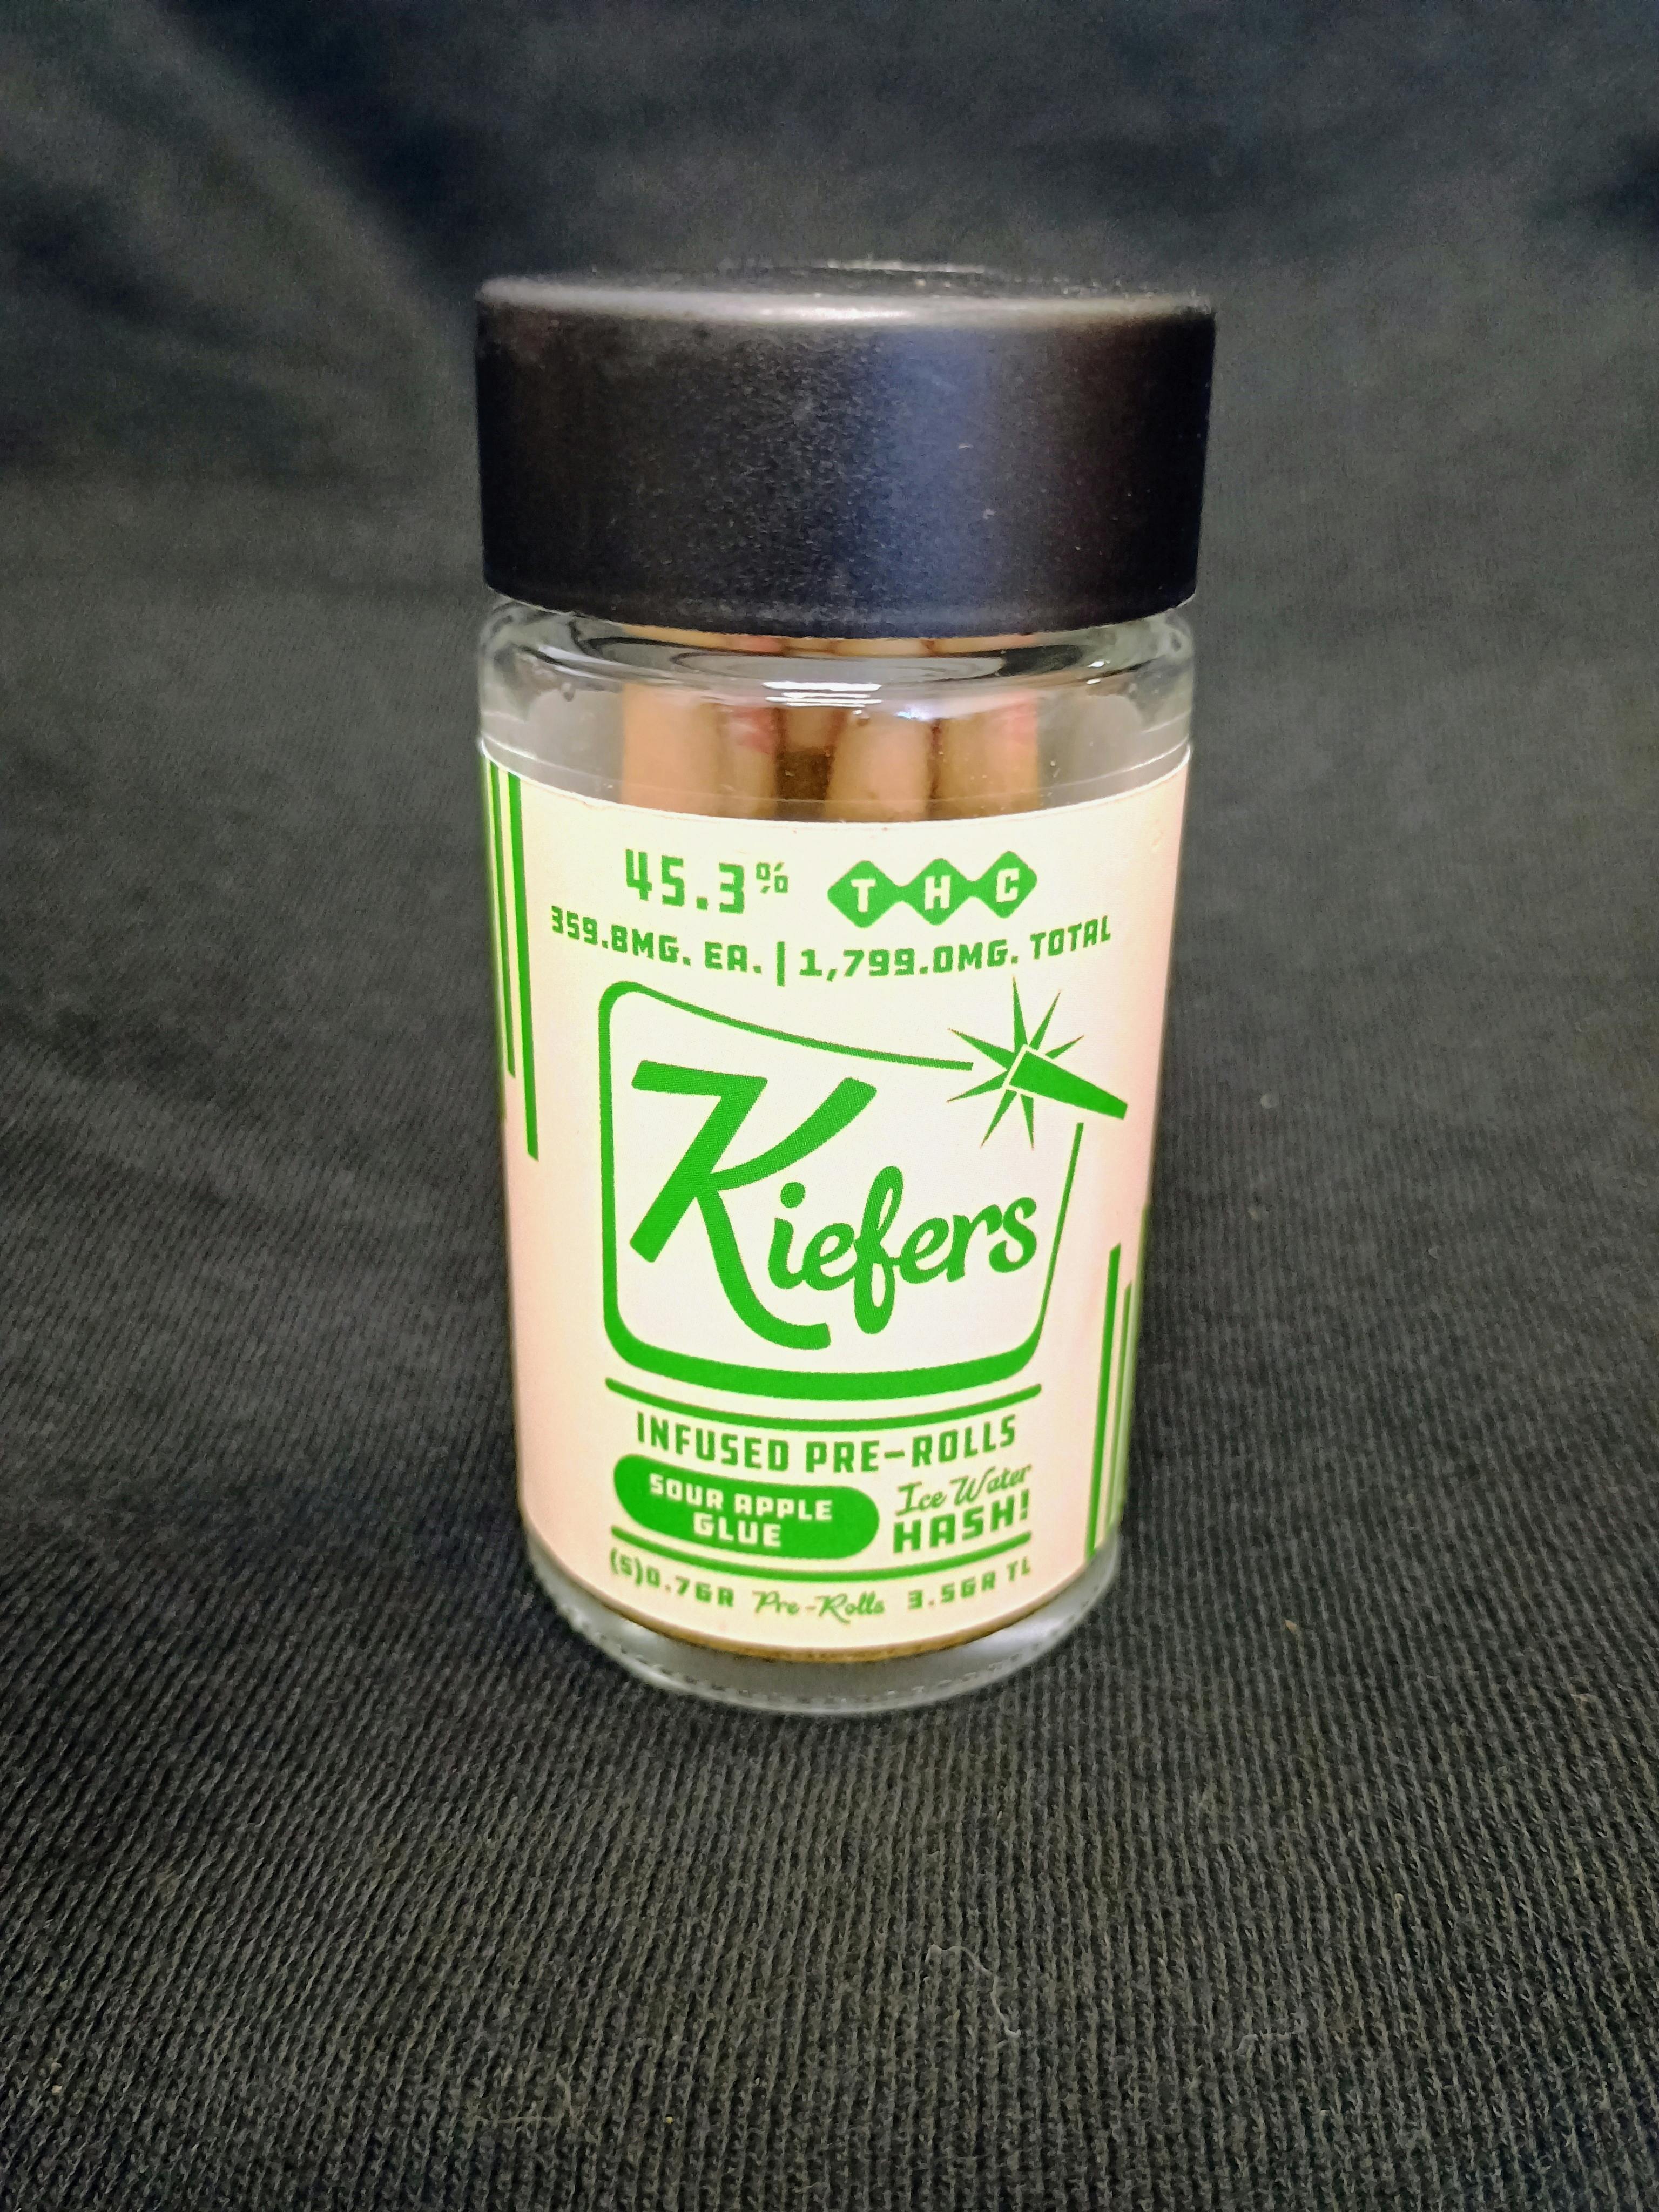 45.3% THC
359.8MG. EA. | 1,799.0MG. TOTAL
Kiefers
INFUSED PRE-ROLLS
SOUR APPLE
GLUE
Ice Water
HASH!
(5)0.7GR Pre-Rolls 3.5GR TL